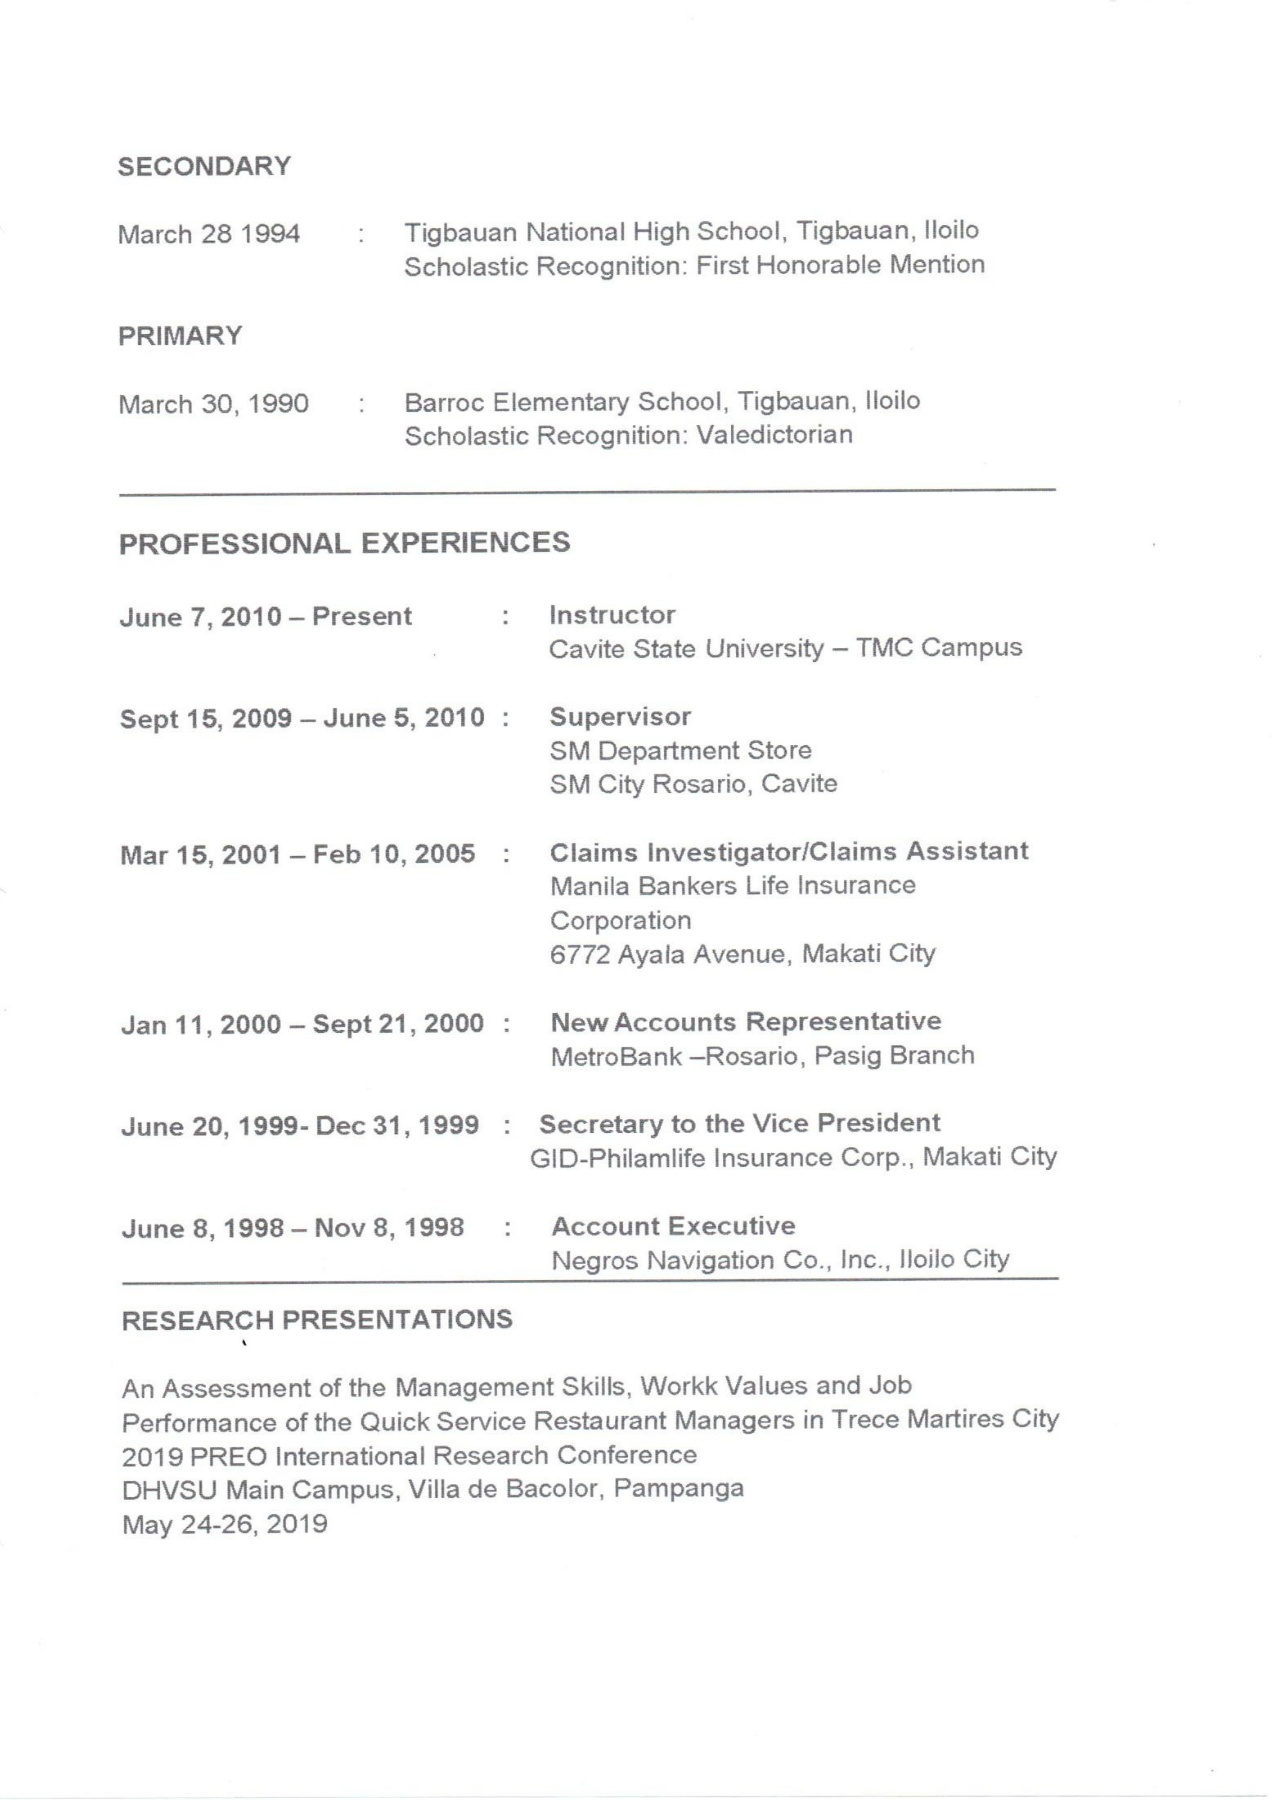 SECONDARY
March 28 1994 : Tigbauan National High School, Tigbauan, Iloilo
Scholastic Recognition: First Honorable Mention
PRIMARY
March 30, 1990 : Barroc Elementary School, Tigbauan, Iloilo
Scholastic Recognition: Valedictorian
PROFESSIONAL EXPERIENCES
June 7, 2010 – Present : Instructor
Cavite State University – TMC Campus
Sept 15, 2009 – June 5, 2010 : Supervisor
SM Department Store
SM City Rosario, Cavite
Mar 15, 2001 – Feb 10, 2005 : Claims Investigator/Claims Assistant
Manila Bankers Life Insurance
Corporation
6772 Ayala Avenue, Makati City
Jan 11, 2000 – Sept 21, 2000 : New Accounts Representative
MetroBank –Rosario, Pasig Branch
June 20, 1999- Dec 31, 1999 : Secretary to the Vice President
GID-Philamlife Insurance Corp., Makati City
June 8, 1998 – Nov 8, 1998 : Account Executive
Negros Navigation Co., Inc., Iloilo City
RESEARCH PRESENTATIONS
An Assessment of the Management Skills, Workk Values and Job
Performance of the Quick Service Restaurant Managers in Trece Martires City
2019 PREO International Research Conference
DHVSU Main Campus, Villa de Bacolor, Pampanga
May 24-26, 2019